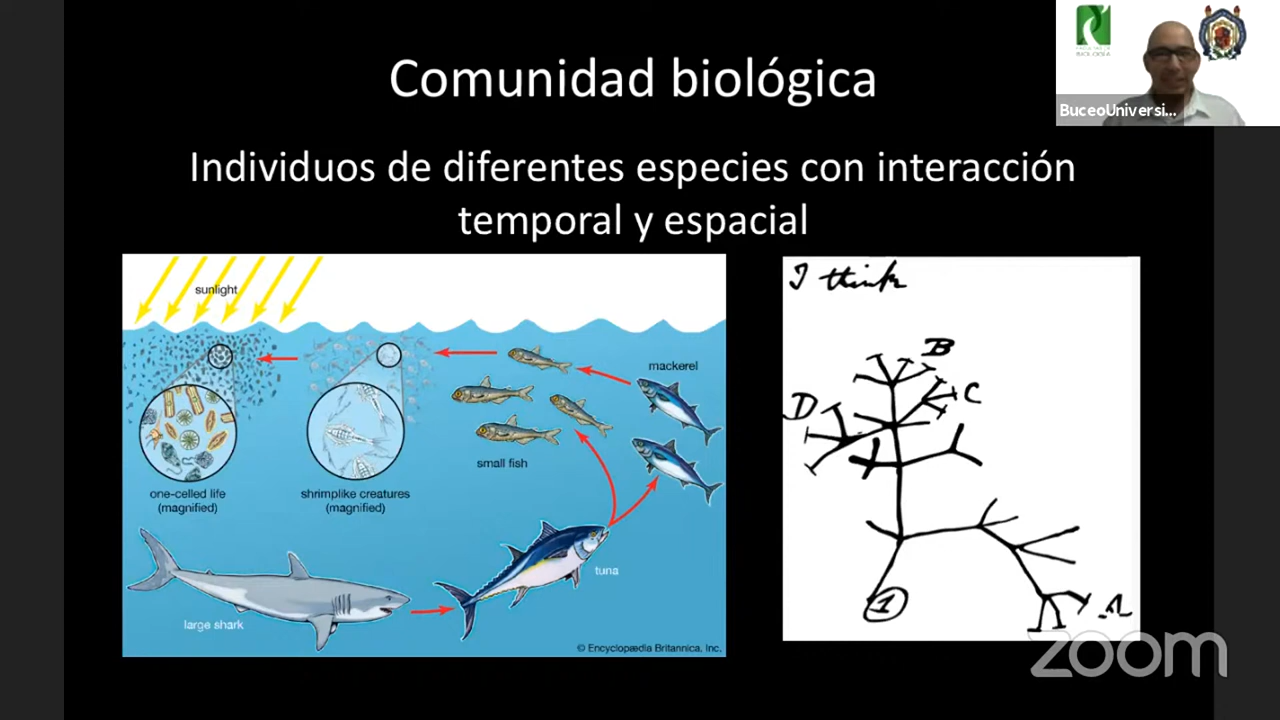 Comunidad biológica
BuceoUniversi...
Individuos de diferentes especies con interacción
temporal y espacial
sunlight
mackerel
small fish
one-celled life
(magnified)
shrimplike creatures
(magnified)
tuna
large shark
© Encyclopædia Britannica, Inc.
I think
B
C
D
1
zoom